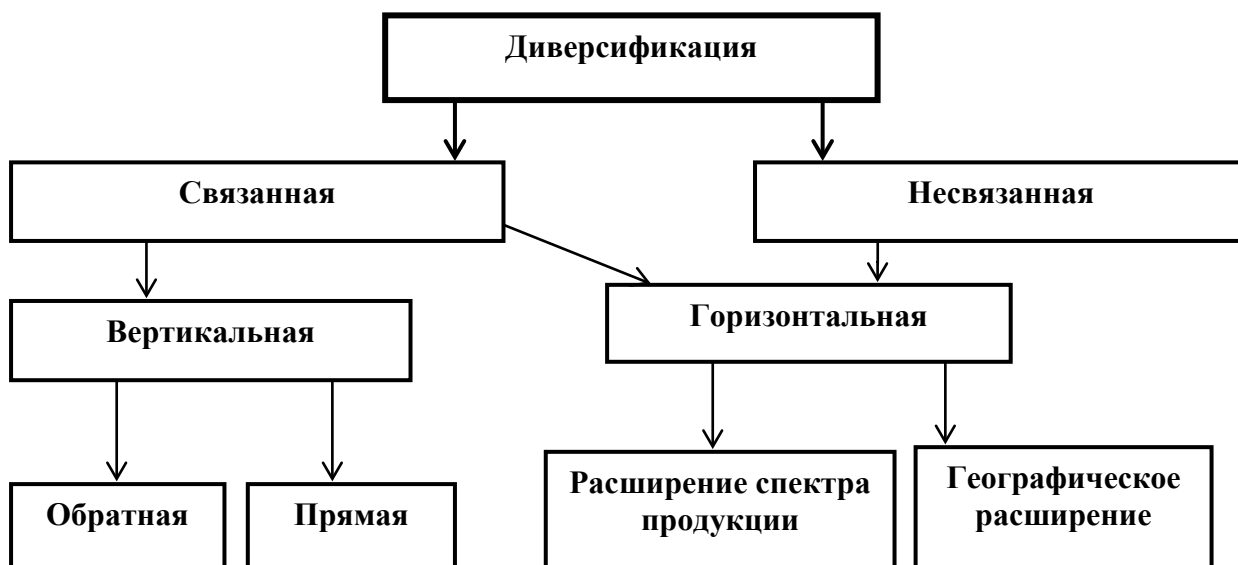 Диверсификация
Связанная
Несвязанная
Вертикальная
Горизонтальная
Обратная
Прямая
Расширение спектра
продукции
Географическое
расширение